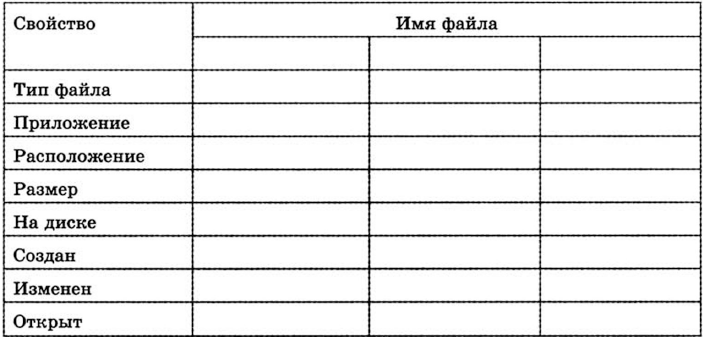 Свойство Имя файла
Тип файла
Приложение
Расположение
Размер
На диске
Создан
Изменен
Открыт